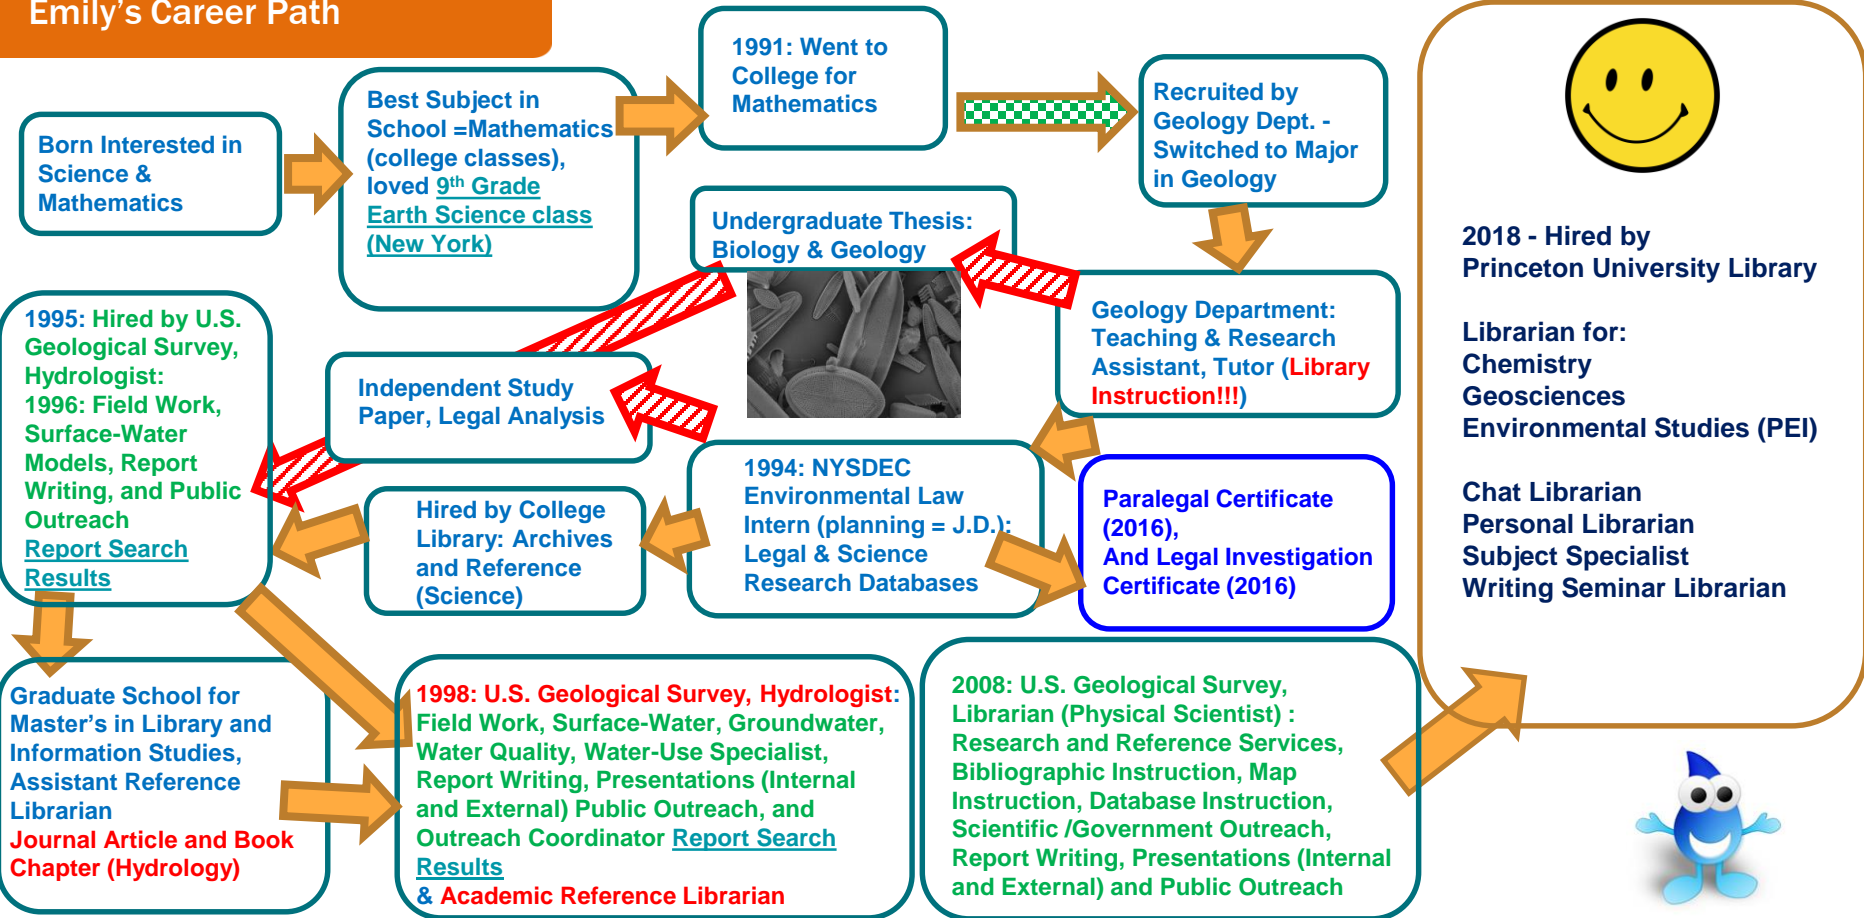 Emily's Career Path
Born Interested in
Science &
Mathematics
Best Subject in
School =Mathematics
(college classes),
loved 9th Grade
Earth Science class
(New York)
1991: Went to
College for
Mathematics
Recruited by
Geology Dept. -
Switched to Major
in Geology
Geology Department:
Teaching & Research
Assistant, Tutor (Library
Instruction!!!)
Undergraduate Thesis:
Biology & Geology
Independent Study
Paper, Legal Analysis
1994: NYSDEC
Environmental Law
Intern (planning = J.D.):
Legal & Science
Research Databases
Paralegal Certificate
(2016),
And Legal Investigation
Certificate (2016)
Hired by College
Library: Archives
and Reference
(Science)
1995: Hired by U.S.
Geological Survey,
Hydrologist:
1996: Field Work,
Surface-Water
Models, Report
Writing, and Public
Outreach
Report Search
Results
Graduate School for
Master's in Library and
Information Studies,
Assistant Reference
Librarian
Journal Article and Book
Chapter (Hydrology)
1998: U.S. Geological Survey, Hydrologist:
Field Work, Surface-Water, Groundwater,
Water Quality, Water-Use Specialist,
Report Writing, Presentations (Internal
and External) Public Outreach, and
Outreach Coordinator Report Search
Results
& Academic Reference Librarian
2008: U.S. Geological Survey,
Librarian (Physical Scientist) :
Research and Reference Services,
Bibliographic Instruction, Map
Instruction, Database Instruction,
Scientific /Government Outreach,
Report Writing, Presentations (Internal
and External) and Public Outreach
2018 - Hired by
Princeton University Library
Librarian for:
Chemistry
Geosciences
Environmental Studies (PEI)
Chat Librarian
Personal Librarian
Subject Specialist
Writing Seminar Librarian